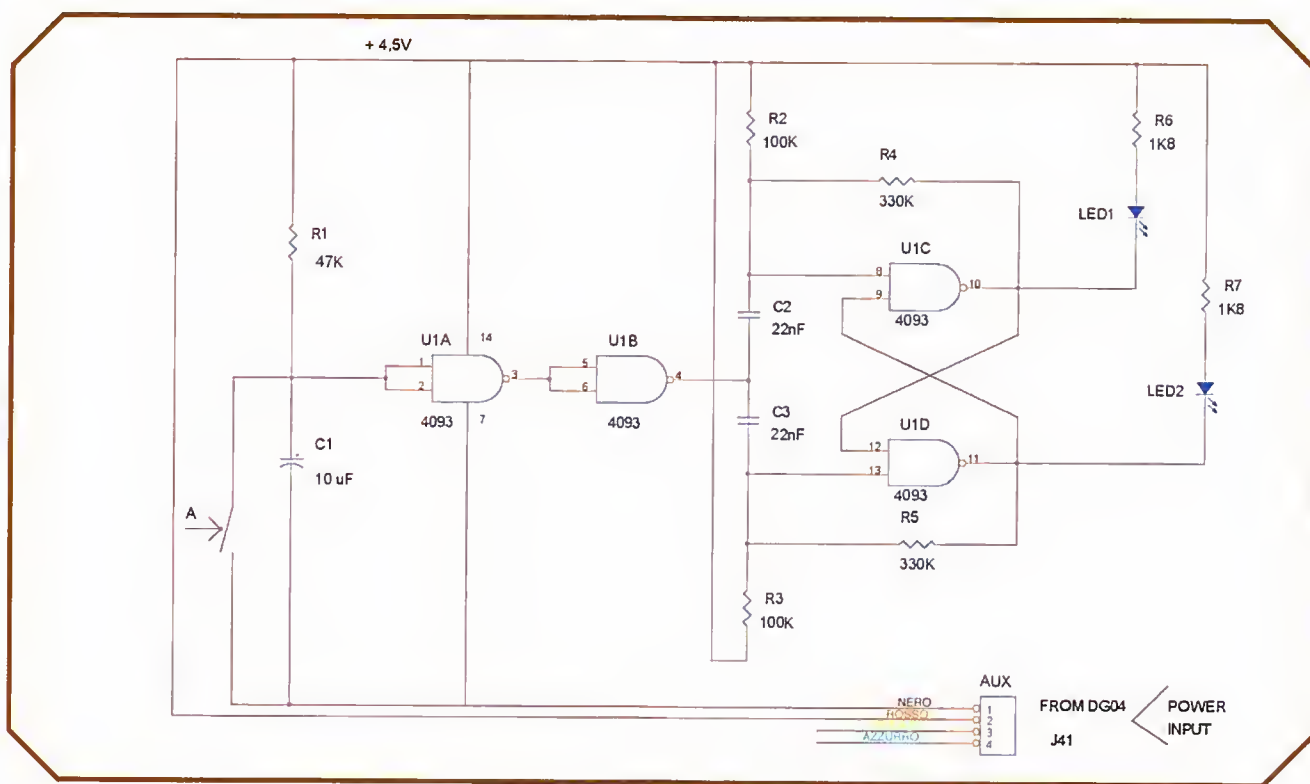 + 4,5V
R2
100K
R6
1K8
R4
330K
LED1
R1
47K
U1C
8
9
10
4093
R7
1K8
C2
22nF
U1A
14
1
2
3
4093
7
U1B
5
6
4
4093
LED2
C3
22nF
U1D
12
13
11
4093
C1
10 uF
A
R5
330K
R3
100K
AUX
NERO
1
ROSSO
2
3
AZZURRO
4
FROM DG04
J41
POWER
INPUT